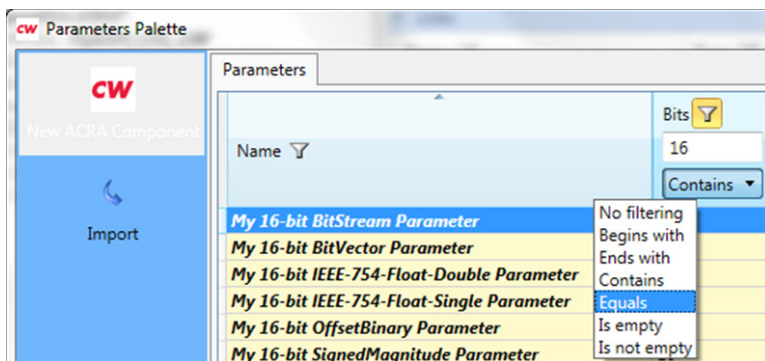 CW Parameters Palette
CW
New ACRA Component
Import
Parameters
Name
Bits
16
Contains
My 16-bit BitStream Parameter
My 16-bit BitVector Parameter
My 16-bit IEEE-754-Float-Double Parameter
My 16-bit IEEE-754-Float-Single Parameter
My 16-bit OffsetBinary Parameter
My 16-bit SignedMagnitude Parameter
No filtering
Begins with
Ends with
Contains
Equals
Is empty
Is not empty